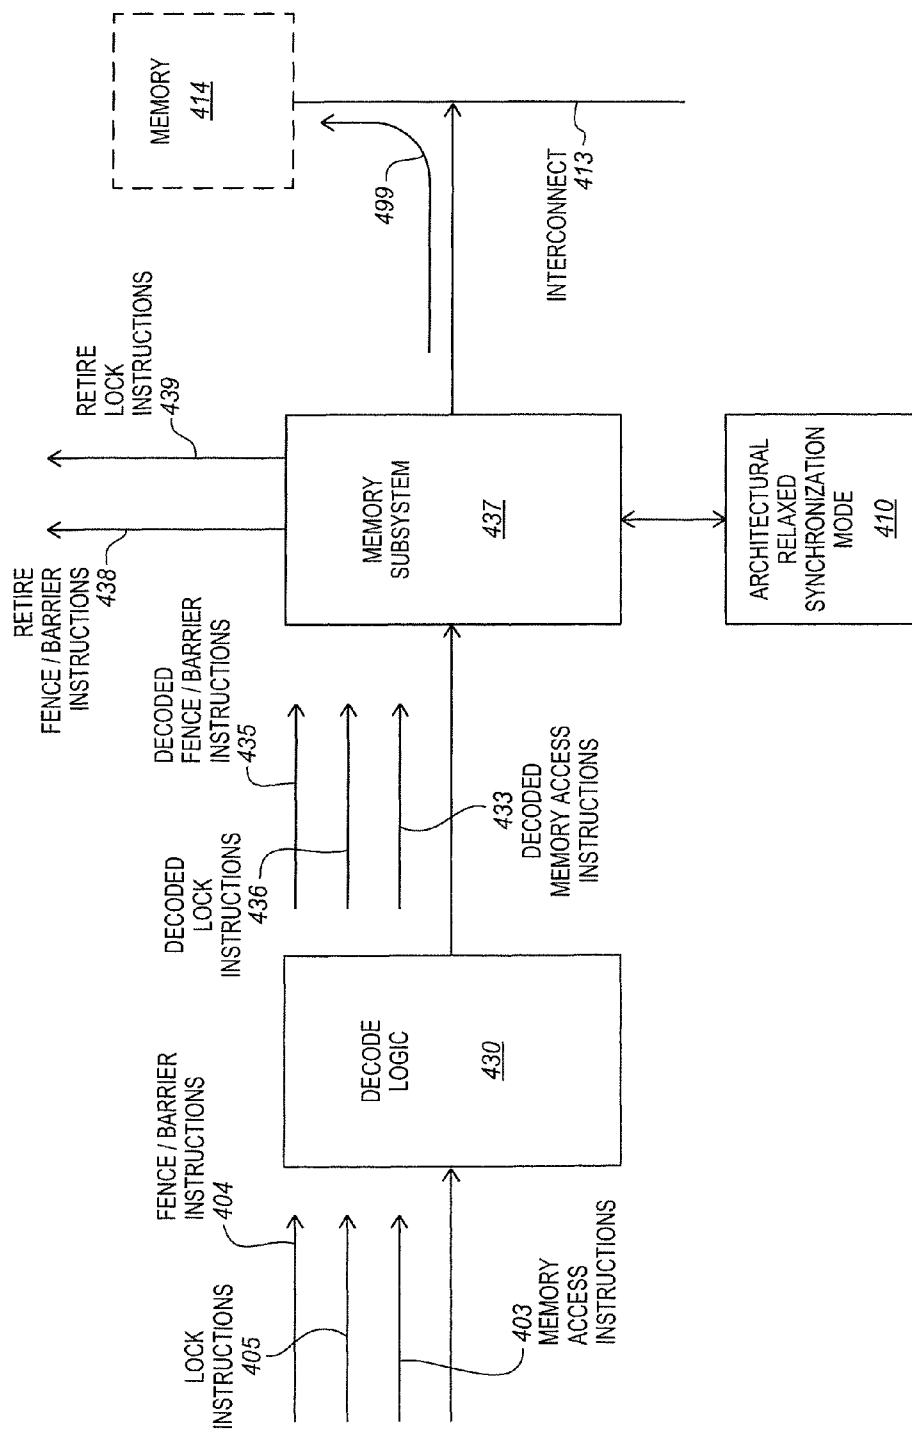 LOCK
INSTRUCTIONS
405
FENCE / BARRIER
INSTRUCTIONS
404
403
MEMORY
ACCESS
INSTRUCTIONS
DECODE
LOGIC
430
DECODED
LOCK
INSTRUCTIONS
436
DECODED
FENCE / BARRIER
INSTRUCTIONS
435
433
DECODED
MEMORY ACCESS
INSTRUCTIONS
RETIRE
FENCE / BARRIER
INSTRUCTIONS
438
RETIRE
LOCK
INSTRUCTIONS
439
MEMORY
SUBSYSTEM
437
ARCHITECTURAL
RELAXED
SYNCHRONIZATION
MODE
410
499
MEMORY
414
INTERCONNECT
413